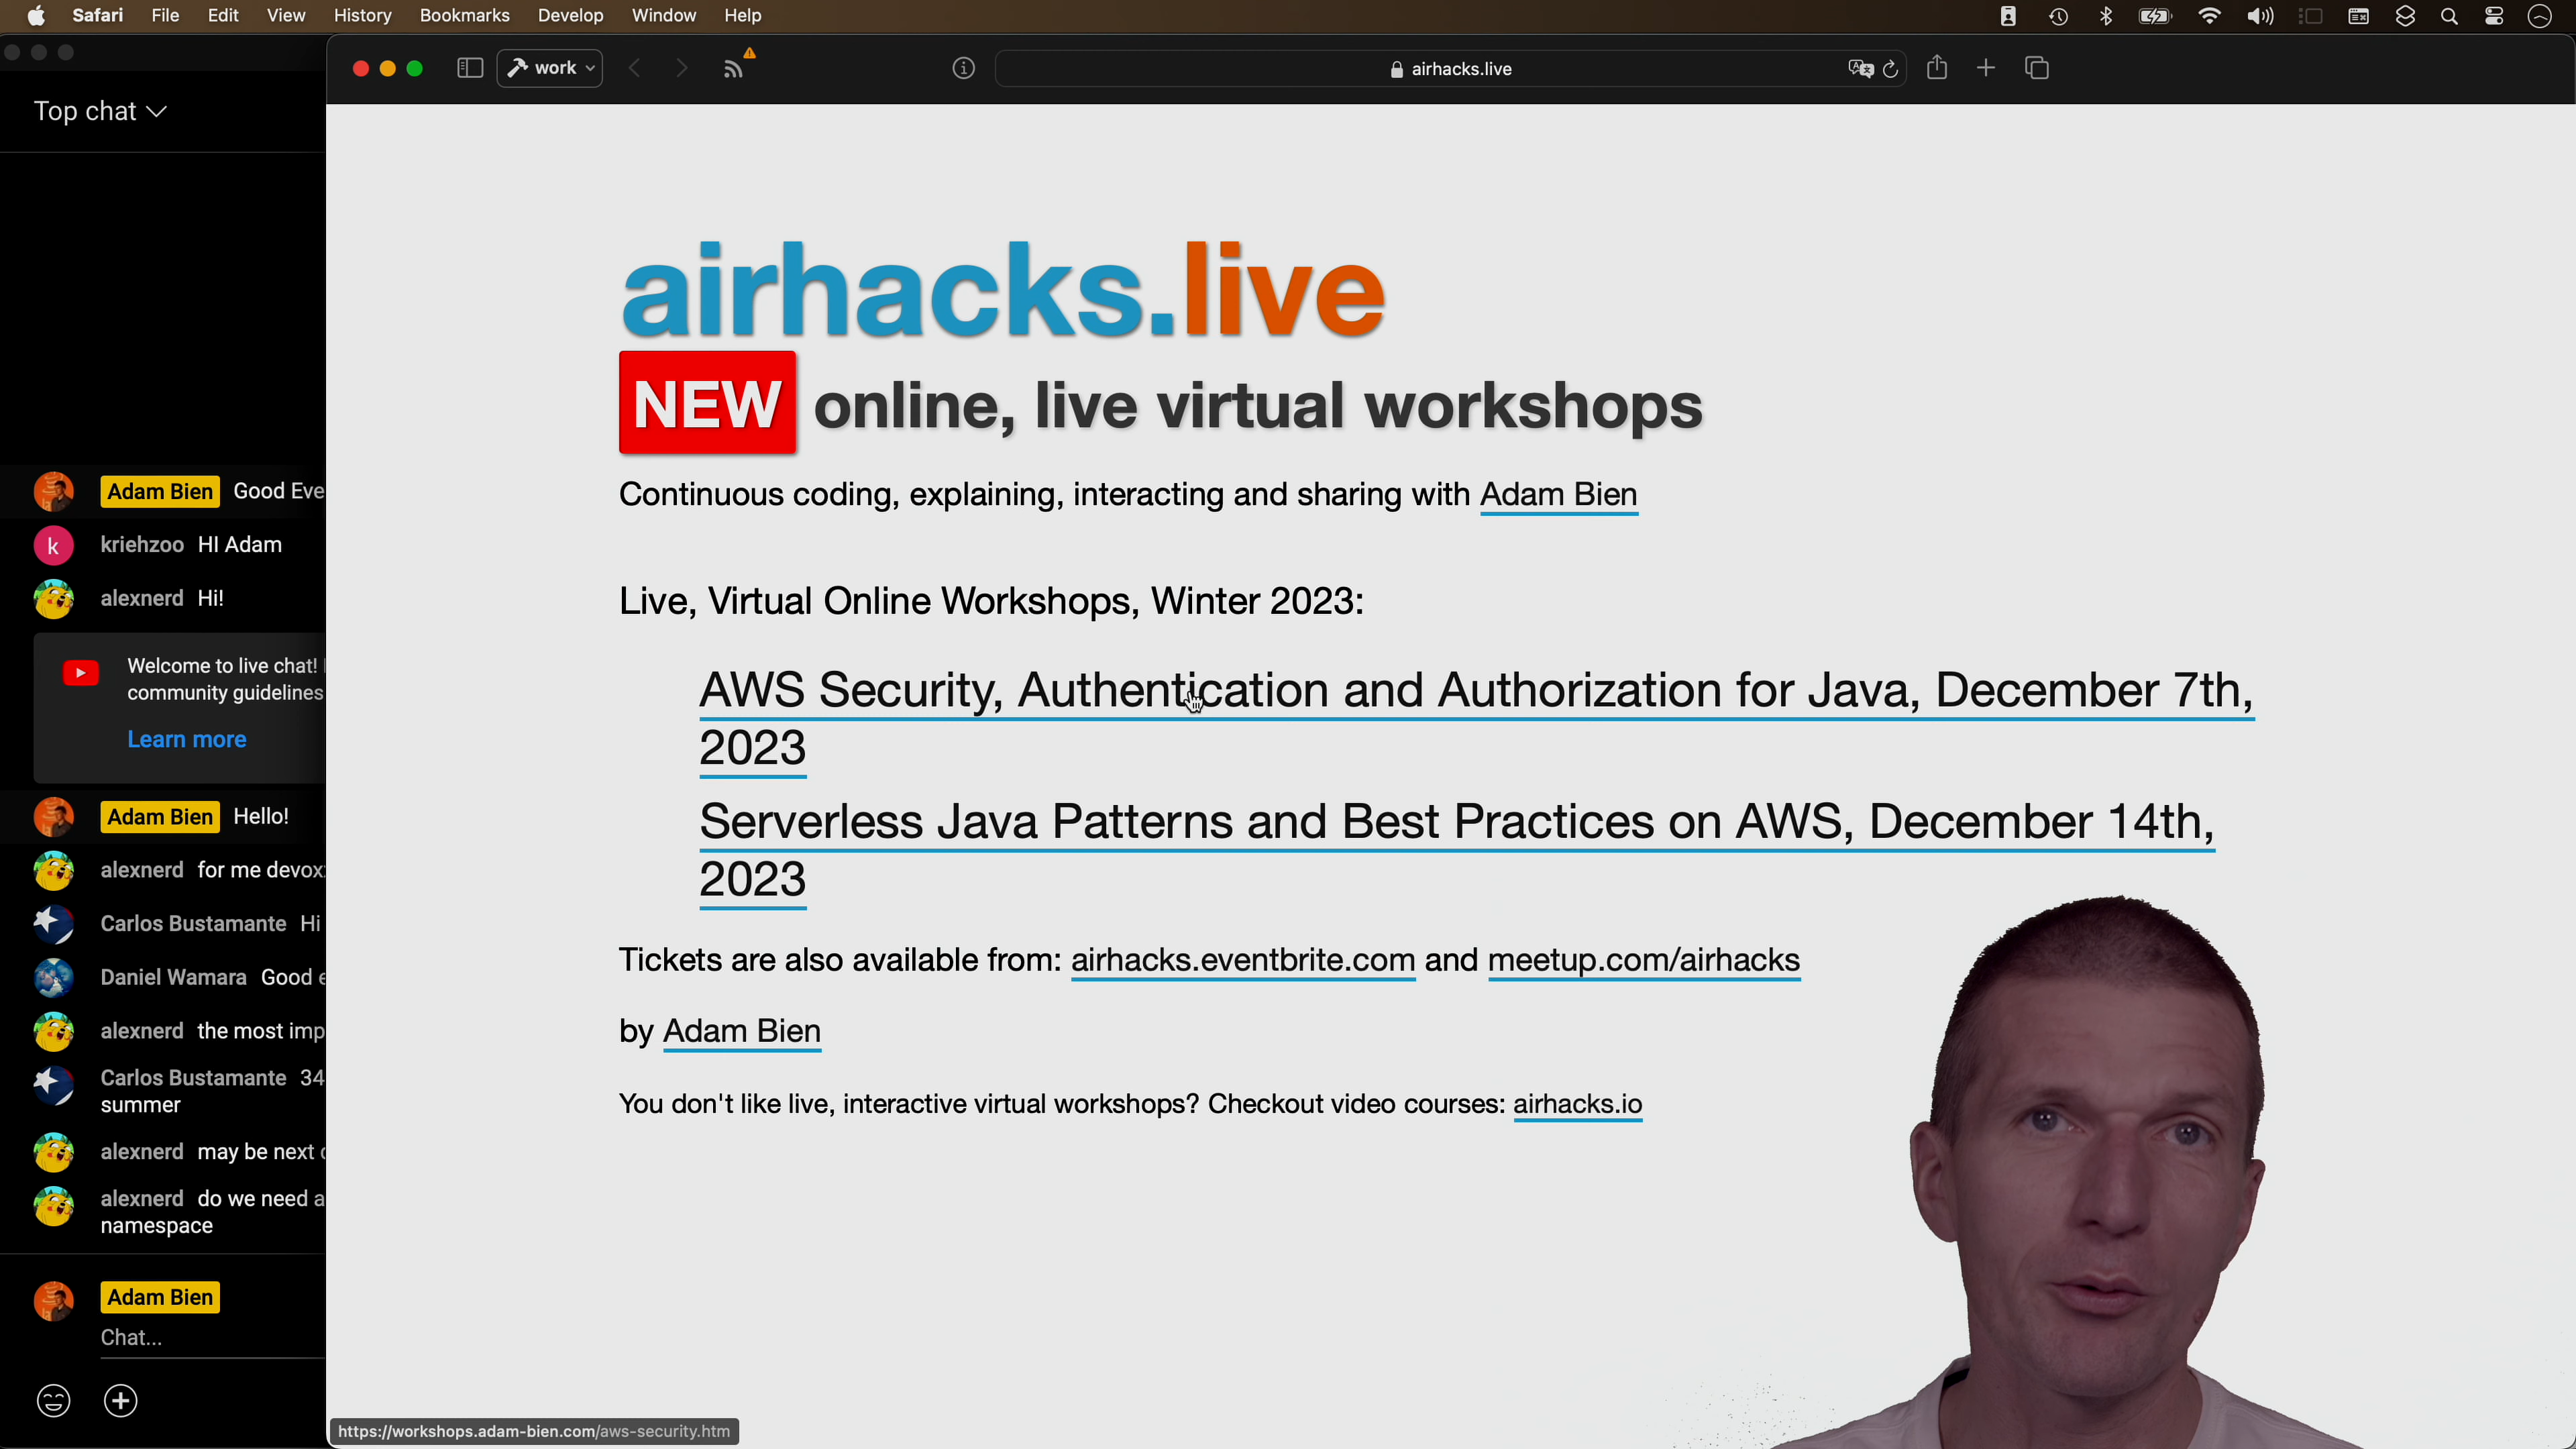 Safari File Edit View History Bookmarks Develop Window Help
work
airhacks.live
Top chat
Adam Bien Good Eve
kriehzoo HI Adam
alexnerd Hi!
Welcome to live chat!
community guidelines
Learn more
Adam Bien Hello!
alexnerd for me devox
Carlos Bustamante Hi
Daniel Wamara Good e
alexnerd the most imp
Carlos Bustamante 34
summer
alexnerd may be next
alexnerd do we need a
namespace
Adam Bien
Chat...
airhacks.live
NEW online, live virtual workshops
Continuous coding, explaining, interacting and sharing with Adam Bien
Live, Virtual Online Workshops, Winter 2023:
AWS Security, Authentication and Authorization for Java, December 7th,
2023
Serverless Java Patterns and Best Practices on AWS, December 14th,
2023
Tickets are also available from: airhacks.eventbrite.com and meetup.com/airhacks
by Adam Bien
You don't like live, interactive virtual workshops? Checkout video courses: airhacks.io
https://workshops.adam-bien.com/aws-security.htm